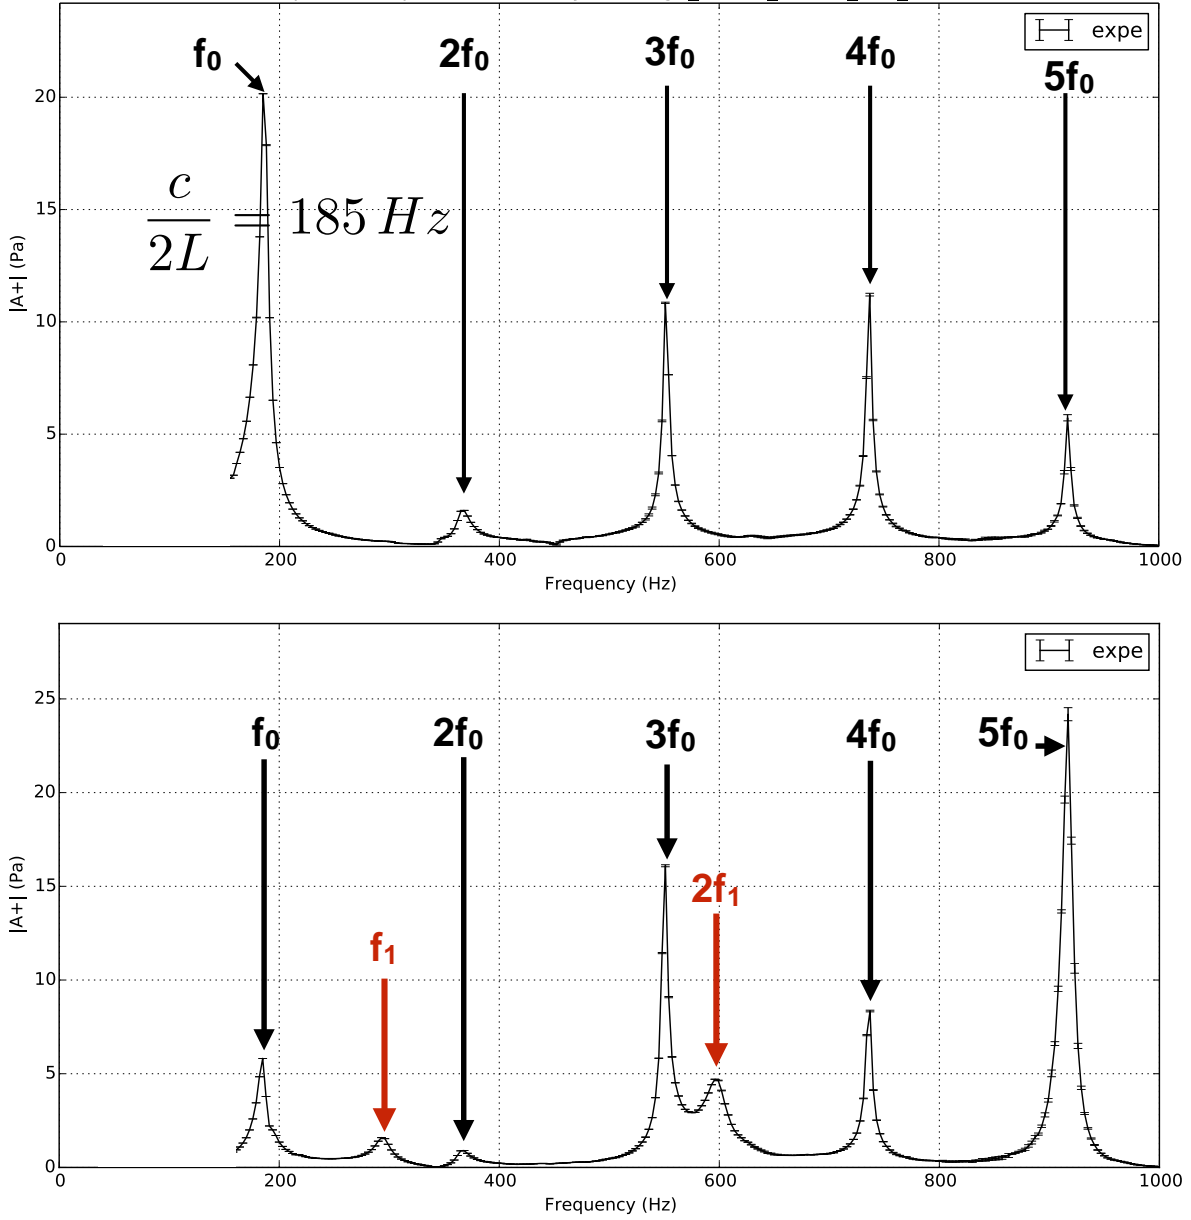 expe
f₀
2f₀
3f₀
4f₀
5f₀
c/2L = 185 Hz
20
15
10
5
0
|A+| (Pa)
0 200 400 600 800 1000
Frequency (Hz)
expe
25
f₀
2f₀
3f₀
4f₀
5f₀
20
15
2f₁
f₁
10
5
0
|A+| (Pa)
0 200 400 600 800 1000
Frequency (Hz)